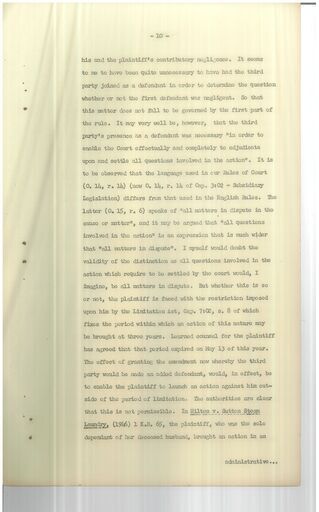 - 10 -
his and the plaintiff's contributory negligence. It seems
to me to have been quite unnecessary to have had the third
party joined as a defendant in order to determine the question
whether or not the first defendant was negligent. So that
this matter does not fall to be governed by the first part of
the rule. It may very well be, however, that the third
party's presence as a defendant was necessary "in order to
enable the Court effectually and completely to adjudicate
upon and settle all questions involved in the action". It is
to be observed that the language used in our Rules of Court
(O. 14, r. 14) (now O. 14, r. 14 of Cap. 3:02 - Subsidiary
Legislation) differs from that used in the English Rules. The
latter (O. 15, r. 6) speaks of "all matters in dispute in the
cause or matter", and it may be argued that "all questions
involved in the action" is an expression that is much wider
that "all matters in dispute". I myself would doubt the
validity of the distinction as all questions involved in the
action which require to be settled by the court would, I
imagine, be all matters in dispute. But whether this is so
or not, the plaintiff is faced with the restriction imposed
upon him by the Limitation Act, Cap. 7:02, s. 8 of which
fixes the period within which an action of this nature may
be brought at three years. Learned counsel for the plaintiff
has agreed that that period expired on May 13 of this year.
The effect of granting the amendment now whereby the third
party would be made an added defendant, would, in effect, be
to enable the plaintiff to launch an action against him out-
side of the period of limitation. The authorities are clear
that this is not permissible. In Hilton v. Sutton Steam
Laundry, (1946) 1 K.B. 65, the plaintiff, who was the sole
dependant of her deceased husband, brought an action in an
administrative...